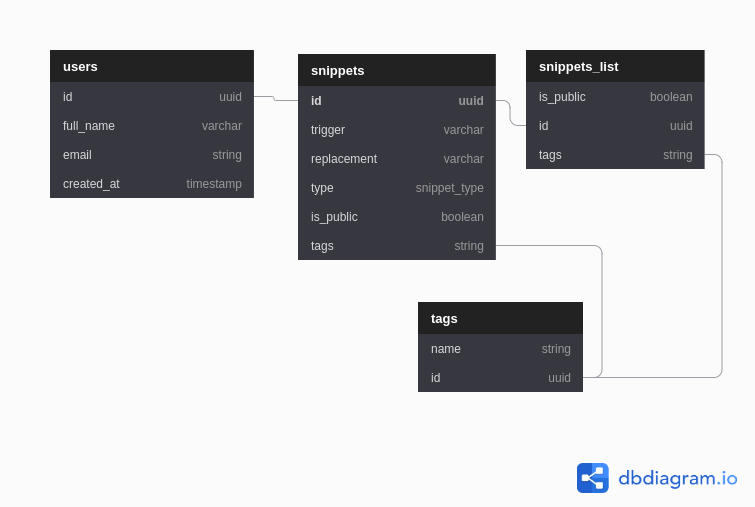 users
id uuid
full_name varchar
email string
created_at timestamp
snippets
id uuid
trigger varchar
replacement varchar
type snippet_type
is_public boolean
tags string
snippets_list
is_public boolean
id uuid
tags string
tags
name string
id uuid
dbdiagram.io